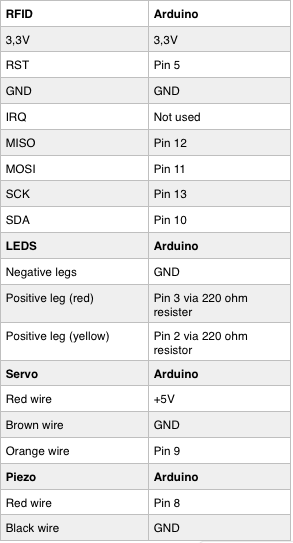 RFID Arduino
3,3V 3,3V
RST Pin 5
GND GND
IRQ Not used
MISO Pin 12
MOSI Pin 11
SCK Pin 13
SDA Pin 10
LEDS Arduino
Negative legs GND
Positive leg (red) Pin 3 via 220 ohm
resister
Positive leg (yellow) Pin 2 via 220 ohm
resistor
Servo Arduino
Red wire +5V
Brown wire GND
Orange wire Pin 9
Piezo Arduino
Red wire Pin 8
Black wire GND